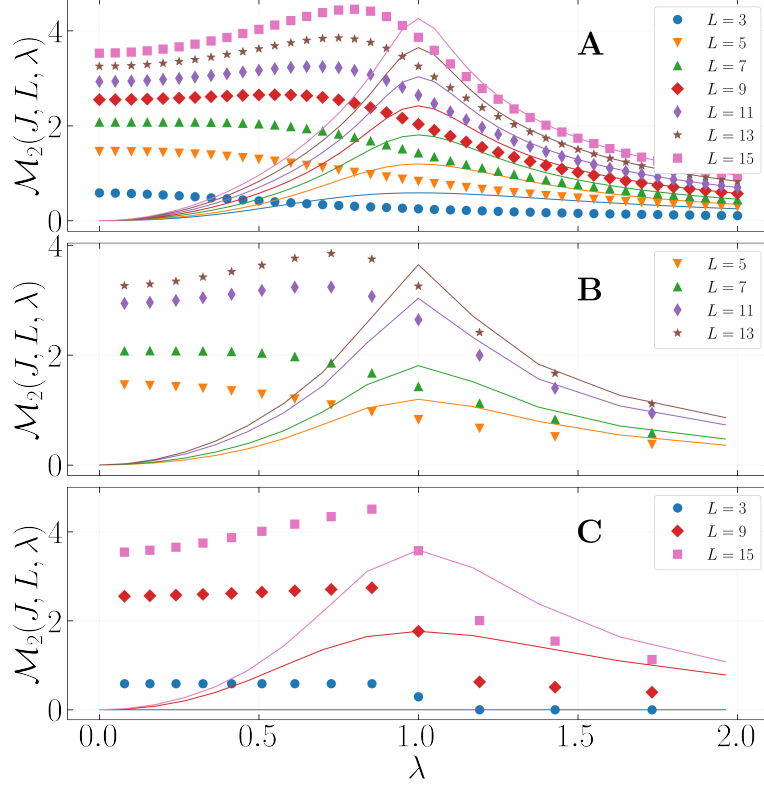 A
4
2
0
ℳ₂(J, L, λ)
L = 3
L = 5
L = 7
L = 9
L = 11
L = 13
L = 15
B
4
2
0
ℳ₂(J, L, λ)
L = 5
L = 7
L = 11
L = 13
C
4
2
0
ℳ₂(J, L, λ)
L = 3
L = 9
L = 15
0.0 0.5 1.0 1.5 2.0
λ